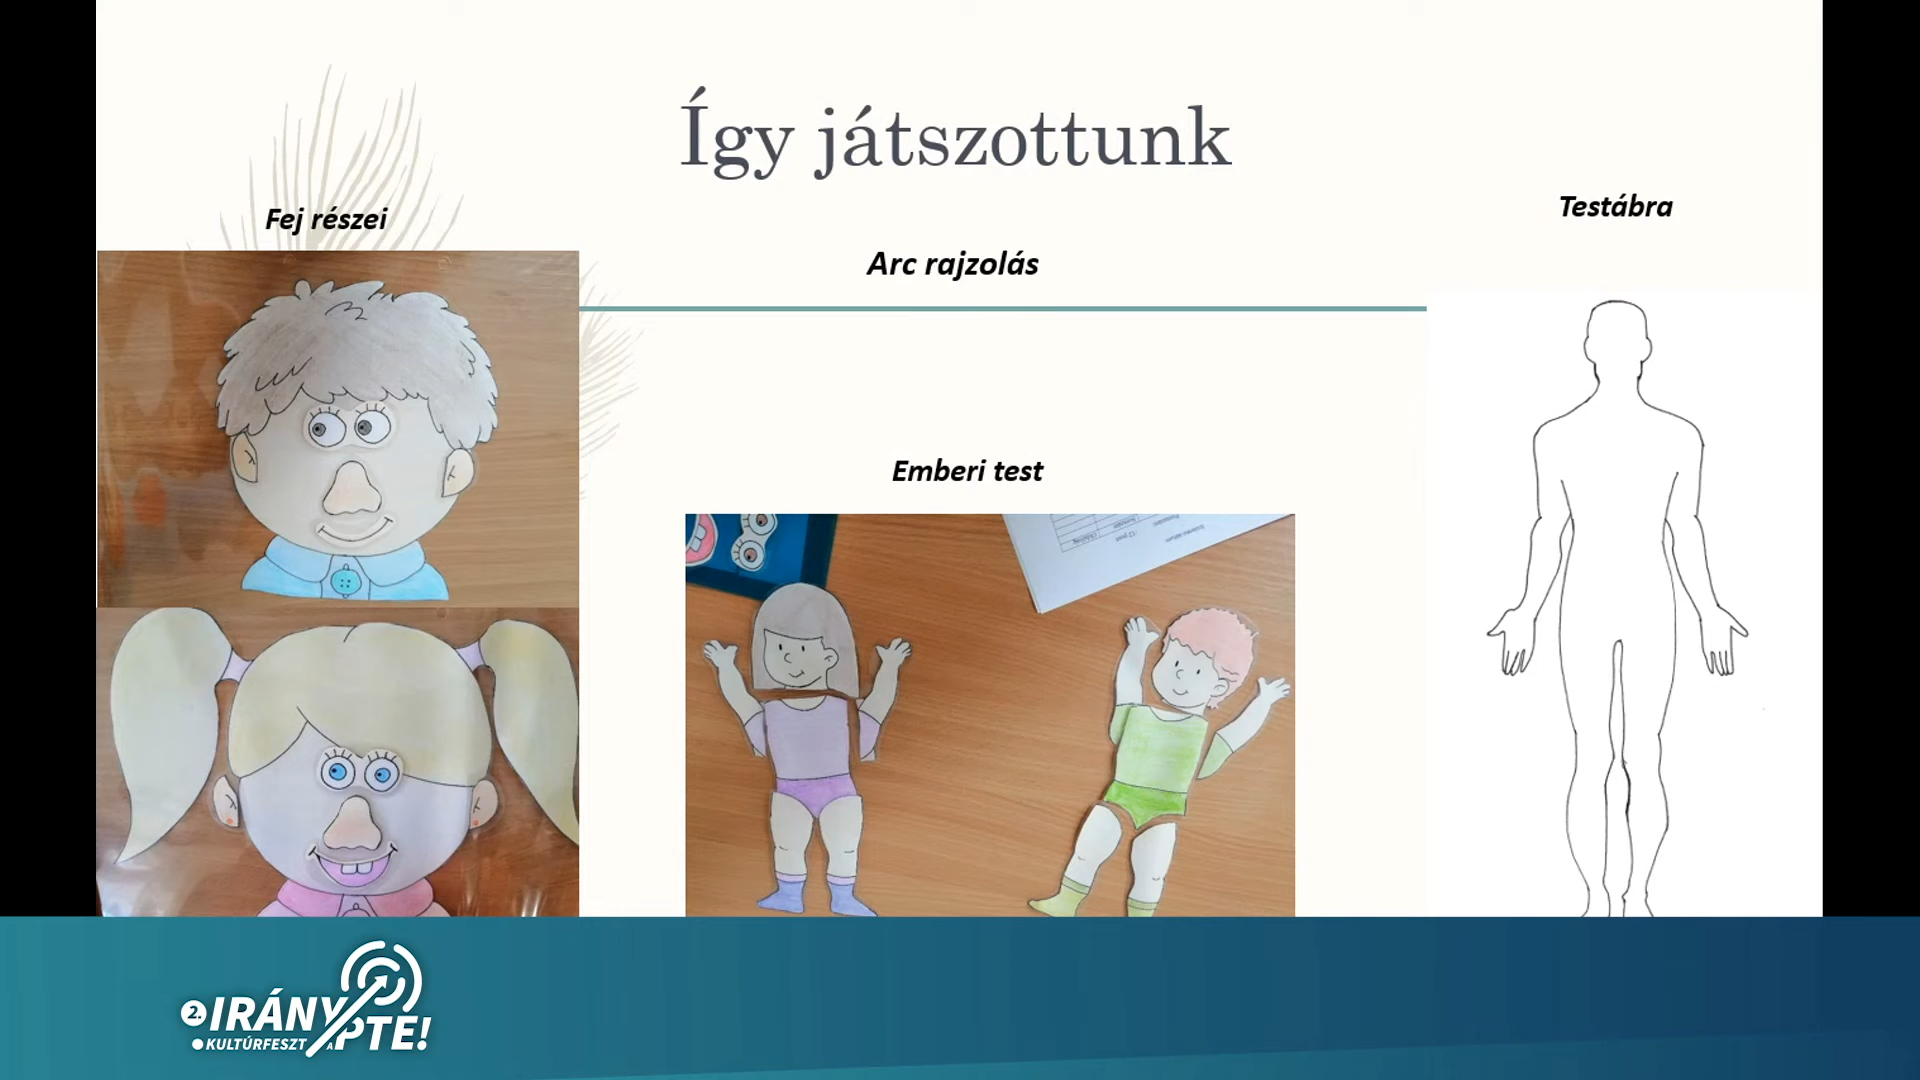 Így játszottunk
Fej részei
Arc rajzolás
Testábra
Emberi test
2. IRÁNY A PTE!
KULTÚRFESZT